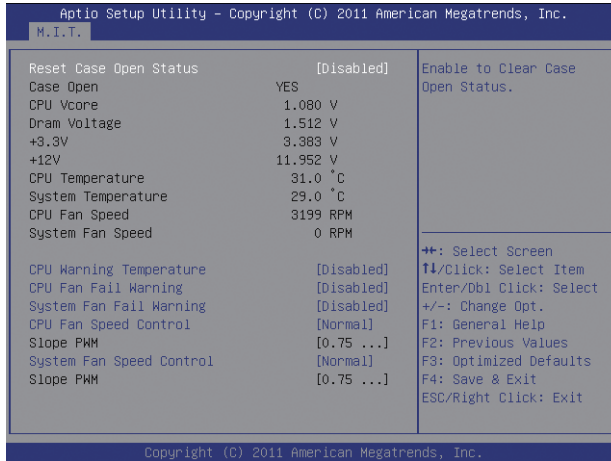 Aptio Setup Utility – Copyright (C) 2011 American Megatrends, Inc.
M.I.T.
Reset Case Open Status [Disabled]
Case Open YES
CPU Vcore 1.080 V
Dram Voltage 1.512 V
+3.3V 3.383 V
+12V 11.952 V
CPU Temperature 31.0 °C
System Temperature 29.0 °C
CPU Fan Speed 3199 RPM
System Fan Speed 0 RPM
CPU Warning Temperature [Disabled]
CPU Fan Fail Warning [Disabled]
System Fan Fail Warning [Disabled]
CPU Fan Speed Control [Normal]
Slope PWM [0.75 ...]
System Fan Speed Control [Normal]
Slope PWM [0.75 ...]
Enable to Clear Case
Open Status.
→←: Select Screen
↑↓/Click: Select Item
Enter/Dbl Click: Select
+/-: Change Opt.
F1: General Help
F2: Previous Values
F3: Optimized Defaults
F4: Save & Exit
ESC/Right Click: Exit
Copyright (C) 2011 American Megatrends, Inc.